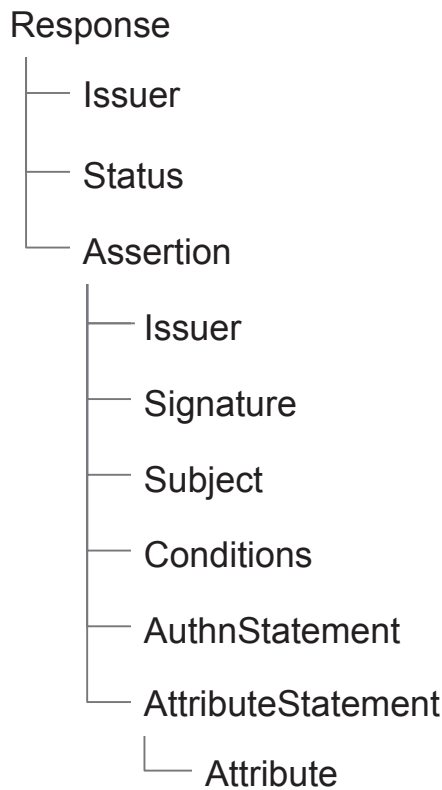 Response
Issuer
Status
Assertion
Issuer
Signature
Subject
Conditions
AuthnStatement
AttributeStatement
Attribute